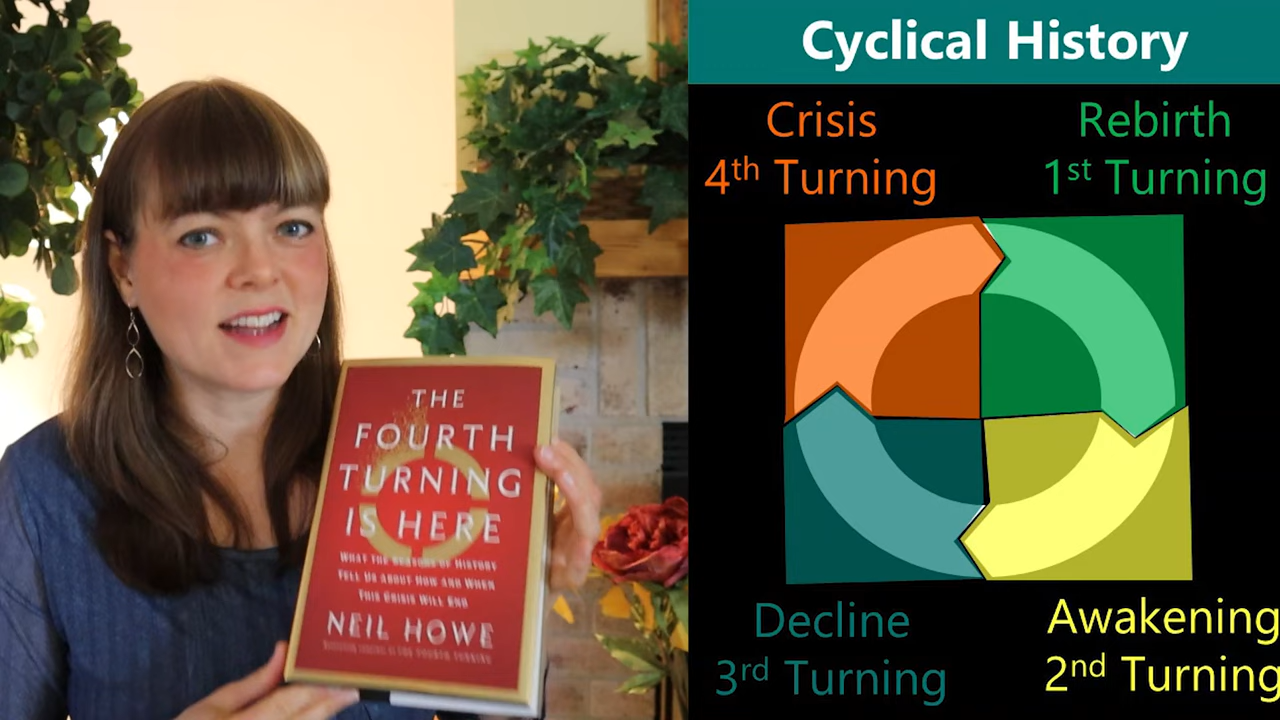 THE
FOURTH
TURNING
IS HERE
WHAT THE SEASONS OF HISTORY
TELL US ABOUT HOW AND WHEN
THIS CRISIS WILL END
NEIL HOWE
Cyclical History
Crisis
4th Turning
Rebirth
1st Turning
Decline
3rd Turning
Awakening
2nd Turning